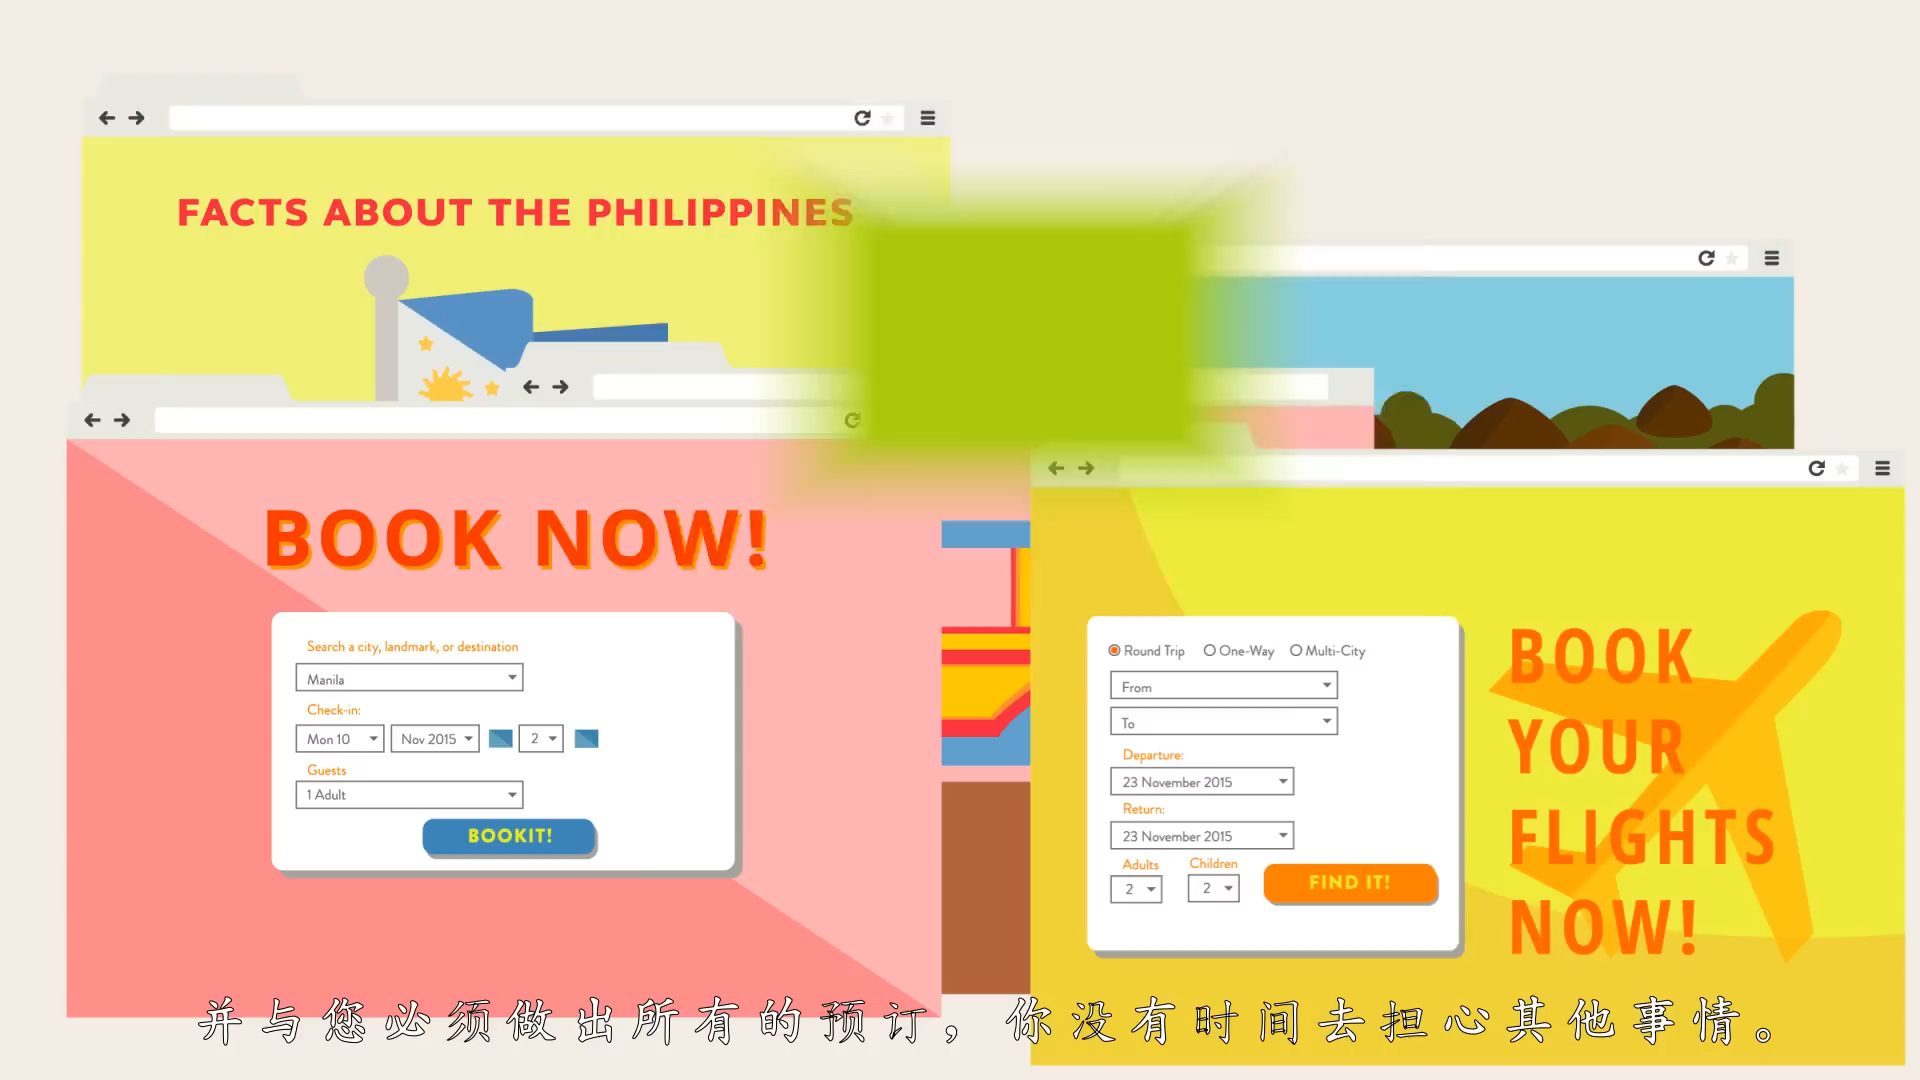 FACTS ABOUT THE PHILIPPINES
BOOK NOW!
Search a city, landmark, or destination
Manila
Check-in:
Mon 10 Nov 2015 2
Guests
1 Adult
BOOKIT!
Round Trip One-Way Multi-City
From
To
Departure:
23 November 2015
Return:
23 November 2015
Adults Children
2 2
FIND IT!
BOOK
YOUR
FLIGHTS
NOW!
并与您必须做出所有的预订，你没有时间去担心其他事情。